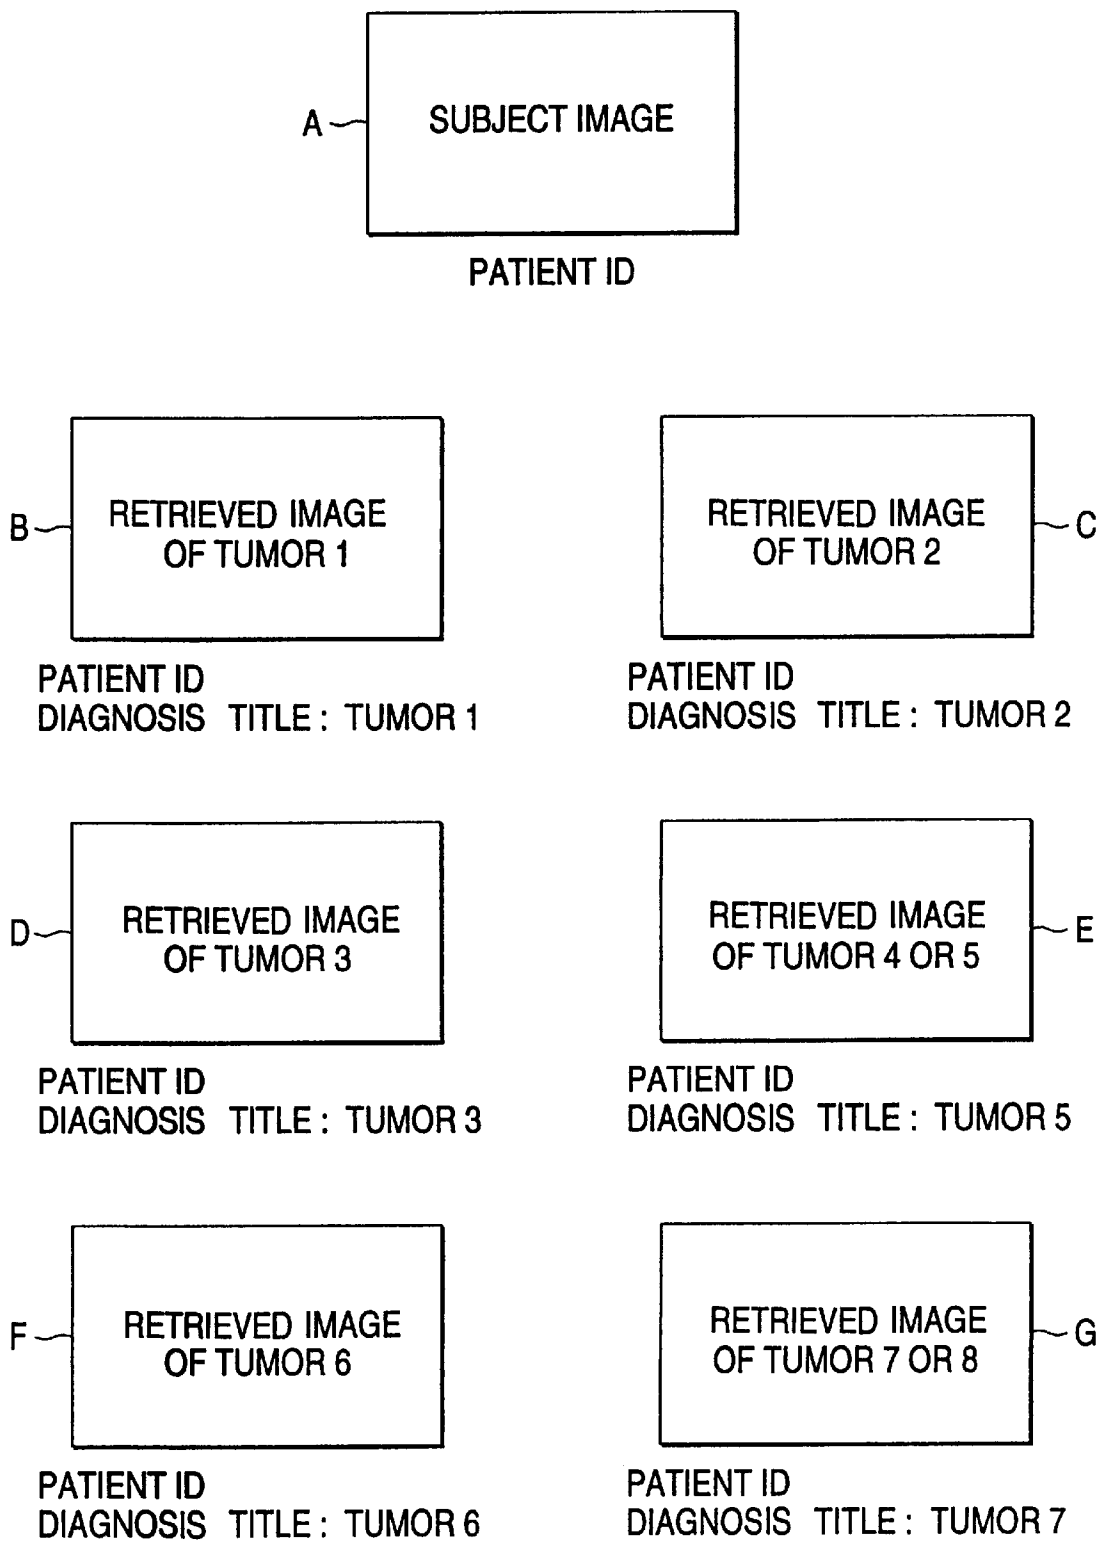 A
SUBJECT IMAGE
PATIENT ID
B
RETRIEVED IMAGE
OF TUMOR 1
PATIENT ID
DIAGNOSIS TITLE : TUMOR 1
RETRIEVED IMAGE
OF TUMOR 2
C
PATIENT ID
DIAGNOSIS TITLE : TUMOR 2
D
RETRIEVED IMAGE
OF TUMOR 3
PATIENT ID
DIAGNOSIS TITLE : TUMOR 3
RETRIEVED IMAGE
OF TUMOR 4 OR 5
E
PATIENT ID
DIAGNOSIS TITLE : TUMOR 5
F
RETRIEVED IMAGE
OF TUMOR 6
PATIENT ID
DIAGNOSIS TITLE : TUMOR 6
RETRIEVED IMAGE
OF TUMOR 7 OR 8
G
PATIENT ID
DIAGNOSIS TITLE : TUMOR 7